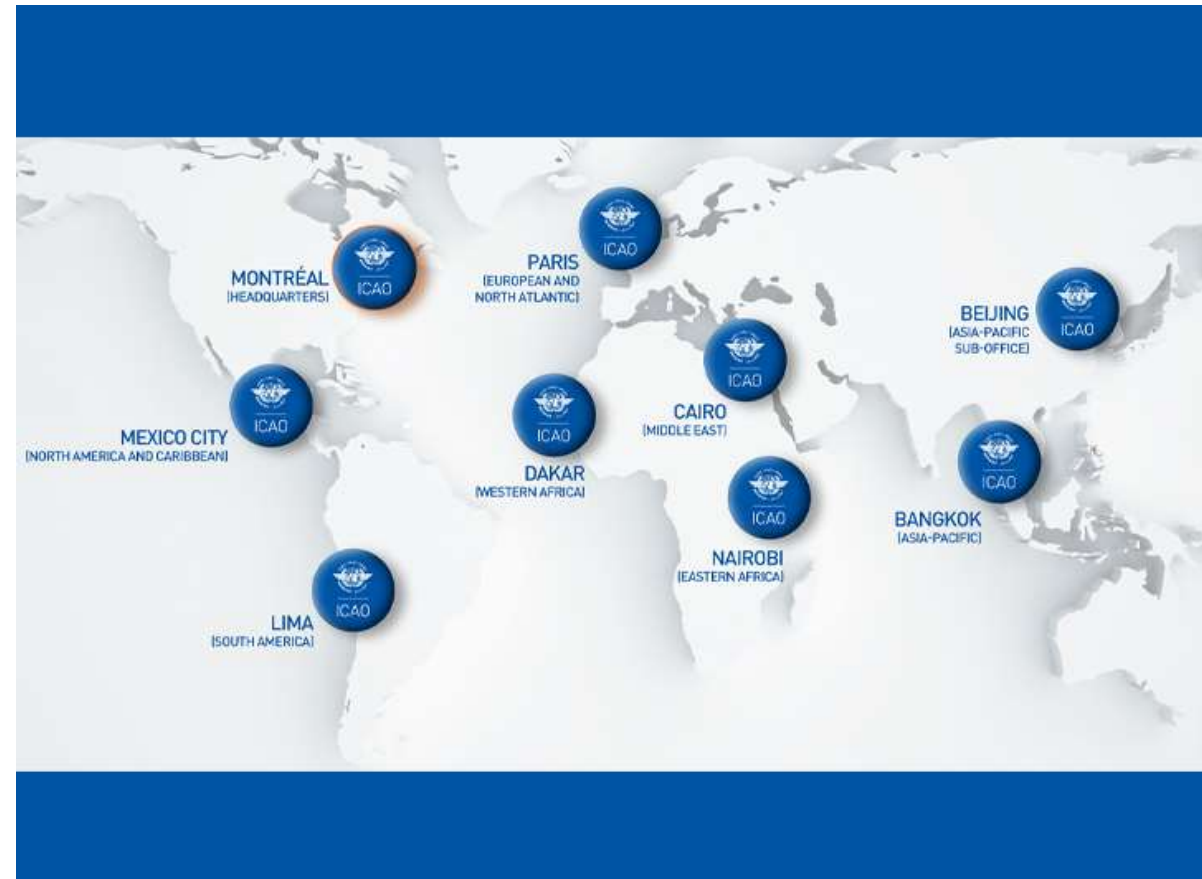 ICAO
MONTRÉAL
(HEADQUARTERS)
ICAO
PARIS
(EUROPEAN AND
NORTH ATLANTIC)
ICAO
BEIJING
(ASIA-PACIFIC
SUB-OFFICE)
ICAO
CAIRO
(MIDDLE EAST)
ICAO
MEXICO CITY
(NORTH AMERICA AND CARIBBEAN)
ICAO
DAKAR
(WESTERN AFRICA)
ICAO
BANGKOK
(ASIA-PACIFIC)
ICAO
NAIROBI
(EASTERN AFRICA)
ICAO
LIMA
(SOUTH AMERICA)